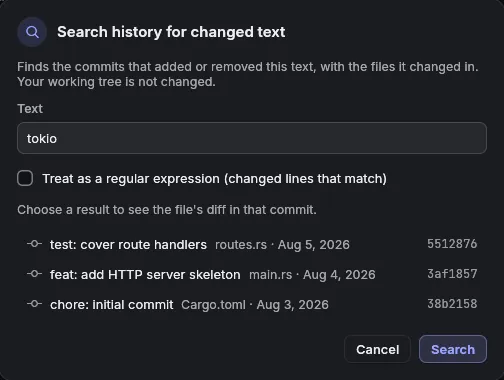 Search history for changed text
Finds the commits that added or removed this text, with the files it changed in.
Your working tree is not changed.
Text
tokio
Treat as a regular expression (changed lines that match)
Choose a result to see the file's diff in that commit.
test: cover route handlers routes.rs · Aug 5, 2026 5512876
feat: add HTTP server skeleton main.rs · Aug 4, 2026 3af1857
chore: initial commit Cargo.toml · Aug 3, 2026 38b2158
Cancel Search